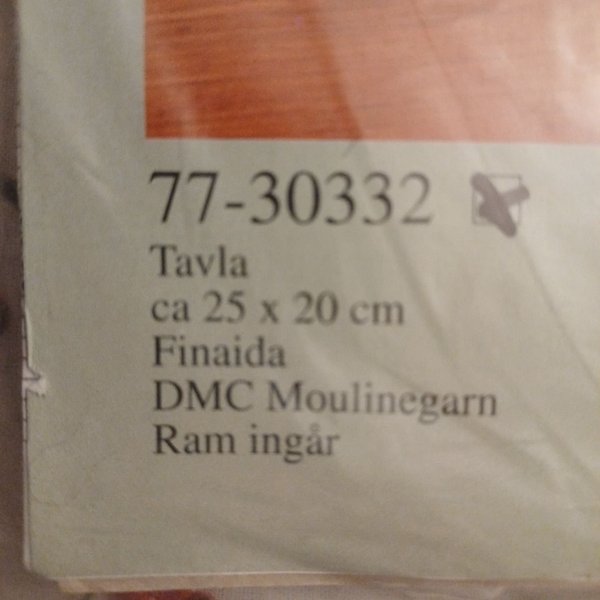 77-30332
Tavla
ca 25 x 20 cm
Finaida
DMC Moulinegarn
Ram ingår